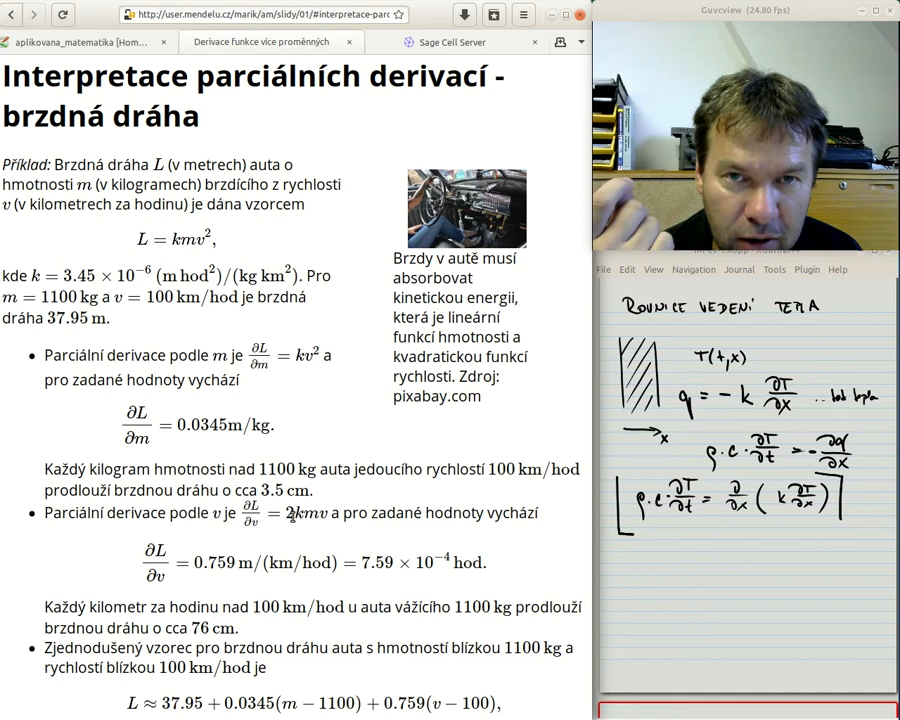 http://user.mendelu.cz/marik/am/slidy/01/#interpretace-parc
aplikovana_matematika [Hom…
Derivace funkce více proměnných
Sage Cell Server
Guvcview (24.80 fps)
Interpretace parciálních derivací -
brzdná dráha
Příklad: Brzdná dráha L (v metrech) auta o
hmotnosti m (v kilogramech) brzdícího z rychlosti
v (v kilometrech za hodinu) je dána vzorcem
L = kmv²,
kde k = 3.45 × 10⁻⁶ (m hod²)/(kg km²). Pro
m = 1100 kg a v = 100 km/hod je brzdná
dráha 37.95 m.
Brzdy v autě musí
absorbovat
kinetickou energii,
která je lineární
funkcí hmotnosti a
kvadratickou funkcí
rychlosti. Zdroj:
pixabay.com
• Parciální derivace podle m je ∂L/∂m = kv² a
pro zadané hodnoty vychází
∂L/∂m = 0.0345m/kg.
Každý kilogram hmotnosti nad 1100 kg auta jedoucího rychlostí 100 km/hod
prodlouží brzdnou dráhu o cca 3.5 cm.
• Parciální derivace podle v je ∂L/∂v = 2kmv a pro zadané hodnoty vychází
∂L/∂v = 0.759 m/(km/hod) = 7.59 × 10⁻⁴ hod.
Každý kilometr za hodinu nad 100 km/hod u auta vážícího 1100 kg prodlouží
brzdnou dráhu o cca 76 cm.
• Zjednodušený vzorec pro brzdnou dráhu auta s hmotností blízkou 1100 kg a
rychlostí blízkou 100 km/hod je
L ≈ 37.95 + 0.0345(m − 1100) + 0.759(v − 100),
File Edit View Navigation Journal Tools Plugin Help
ROVNICE VEDENÍ TEPLA
T(t,x)
q = - k ∂T/∂x .. tok tepla
x
ρ.c.∂T/∂t = -∂q/∂x
ρ.c.∂T/∂t = ∂/∂x ( k ∂T/∂x )